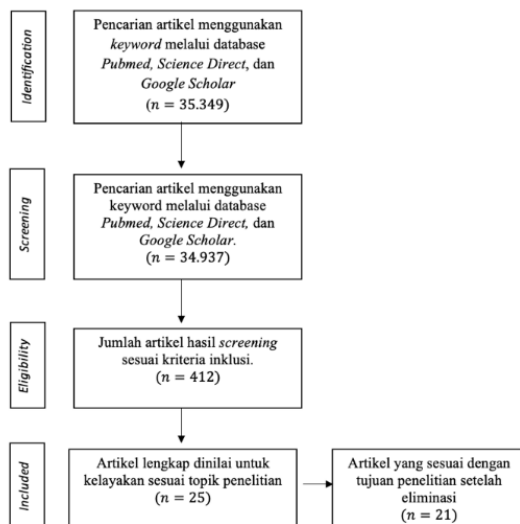 Identification
Pencarian artikel menggunakan
keyword melalui database
Pubmed, Science Direct, dan
Google Scholar
(n = 35.349)
Screening
Pencarian artikel menggunakan
keyword melalui database
Pubmed, Science Direct, dan
Google Scholar.
(n = 34.937)
Eligibility
Jumlah artikel hasil screening
sesuai kriteria inklusi.
(n = 412)
Included
Artikel lengkap dinilai untuk
kelayakan sesuai topik penelitian
(n = 25)
Artikel yang sesuai dengan
tujuan penelitian setelah
eliminasi
(n = 21)